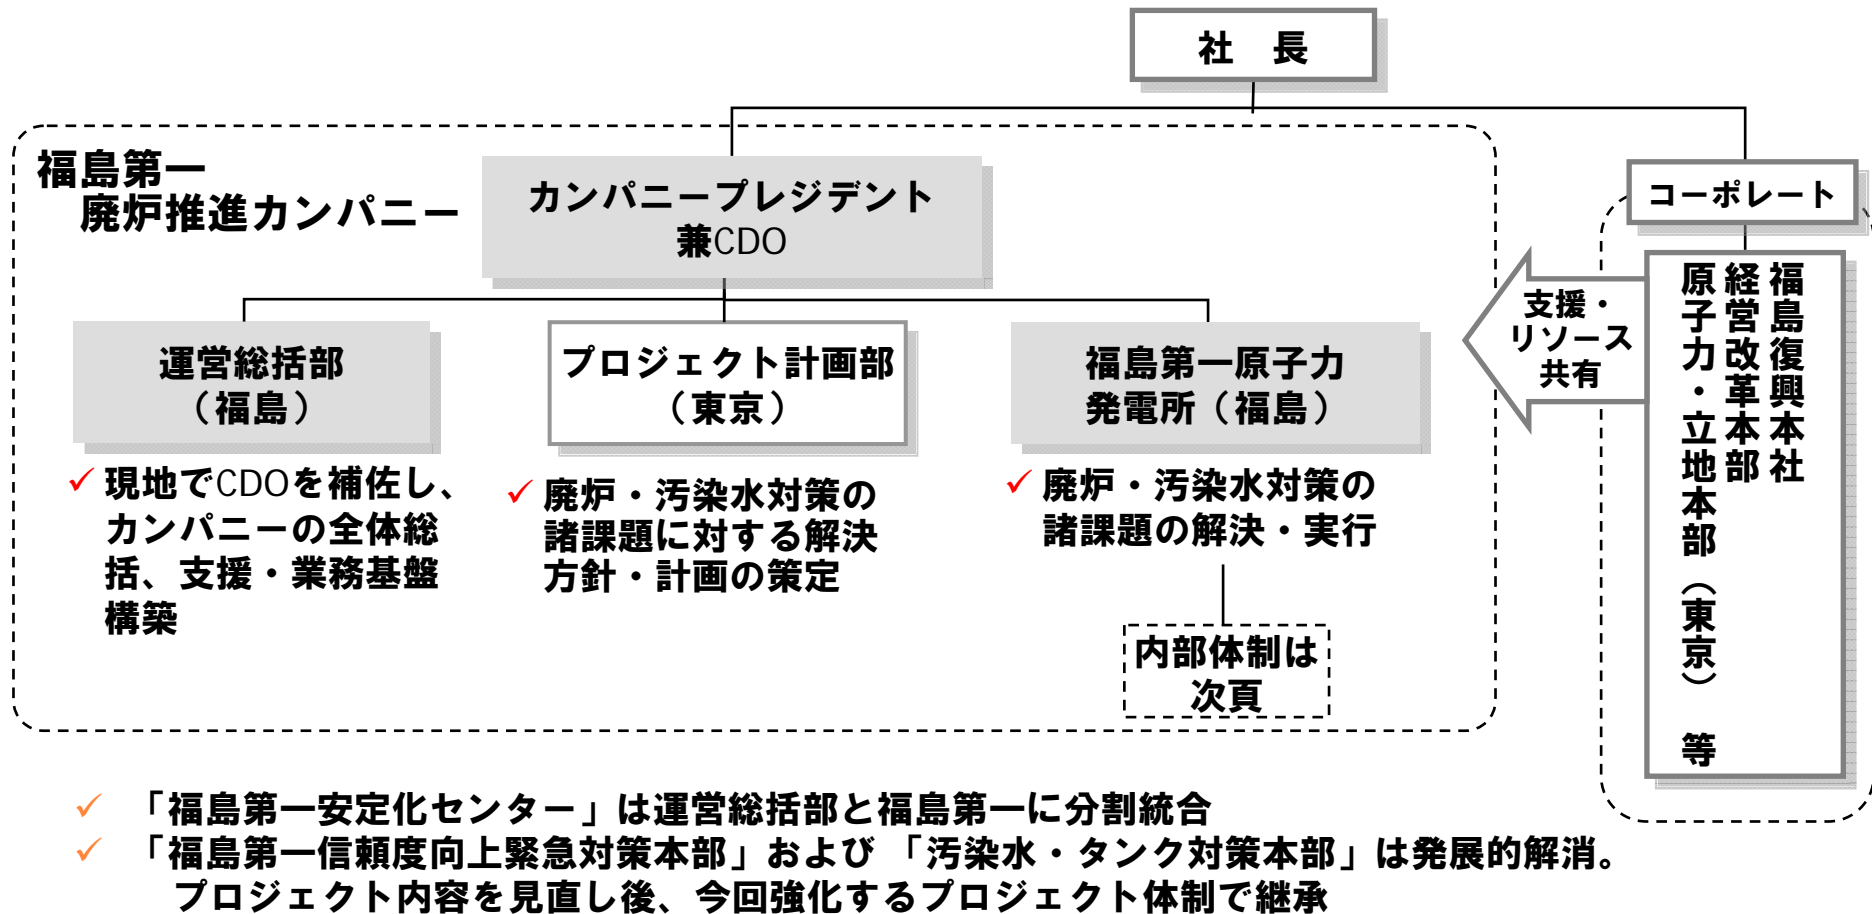 社　長
福島第一
廃炉推進カンパニー
カンパニープレジデント
兼CDO
コーポレート
福島復興本社
経営改革本部
原子力・立地本部（東京）　等
支援・
リソース
共有
運営総括部
（福島）
プロジェクト計画部
（東京）
福島第一原子力
発電所（福島）
✓ 現地でCDOを補佐し、
カンパニーの全体総
括、支援・業務基盤
構築
✓ 廃炉・汚染水対策の
諸課題に対する解決
方針・計画の策定
✓ 廃炉・汚染水対策の
諸課題の解決・実行
内部体制は
次頁
✓ 「福島第一安定化センター」は運営総括部と福島第一に分割統合
✓ 「福島第一信頼度向上緊急対策本部」および 「汚染水・タンク対策本部」は発展的解消。
プロジェクト内容を見直し後、今回強化するプロジェクト体制で継承